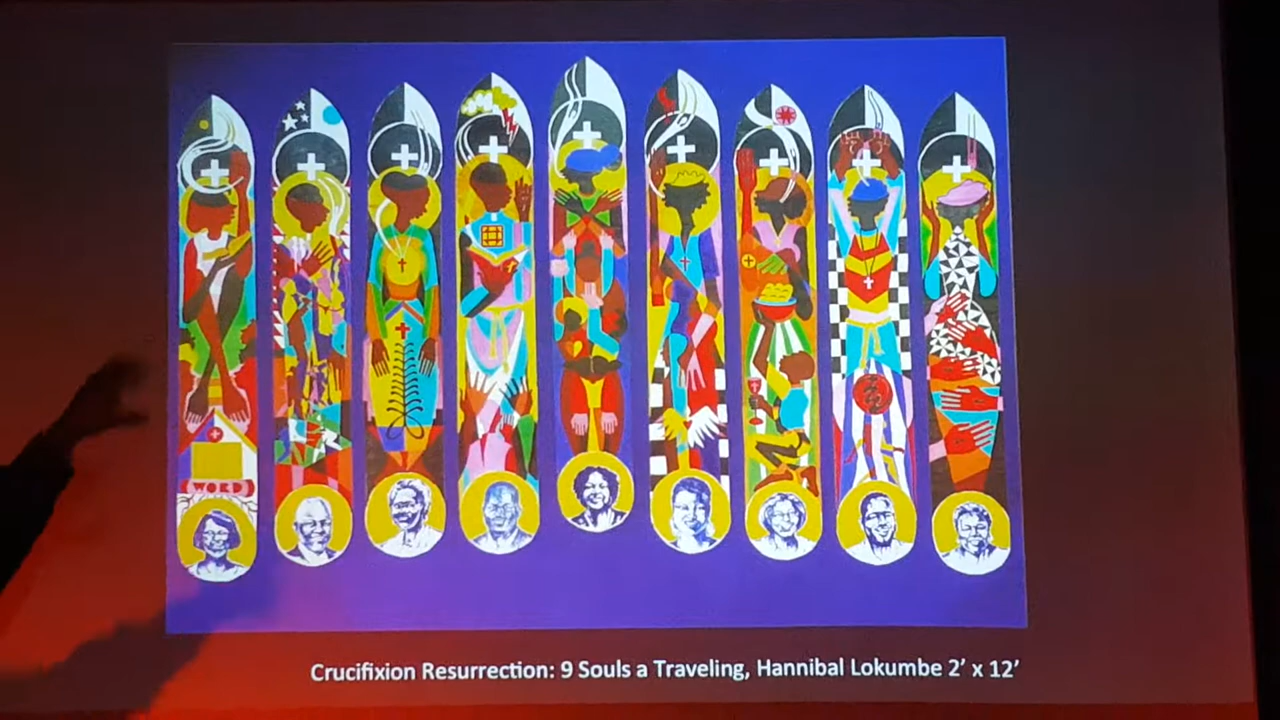 WORD
Crucifixion Resurrection: 9 Souls a Traveling, Hannibal Lokumbe 2’ x 12’